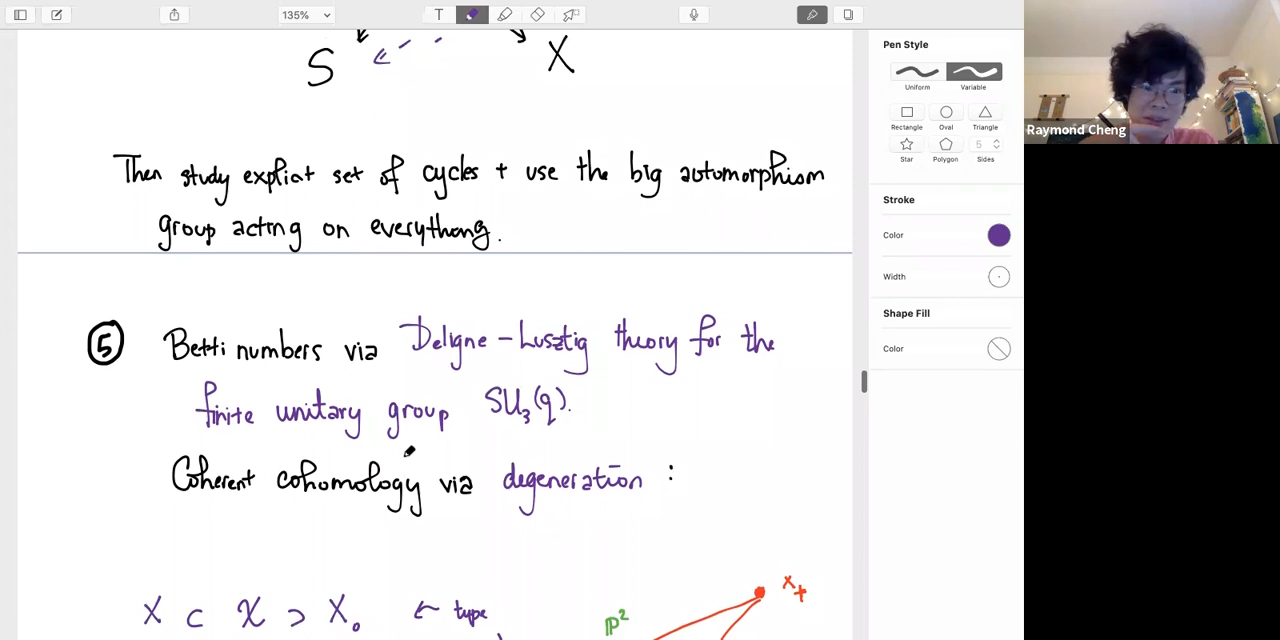 135%
T
Pen Style
Uniform
Variable
Rectangle
Oval
Triangle
Star
Polygon
5
Sides
Stroke
Color
Width
Shape Fill
Color
Raymond Cheng
S
X
Then study explicit set of cycles + use the big automorphism
group acting on everything.
5 Betti numbers via Deligne-Lusztig theory for the
finite unitary group SU₃(q).
Coherent cohomology via degeneration :
X ⊂ X ⊃ X₀ ← type
P²
x₊